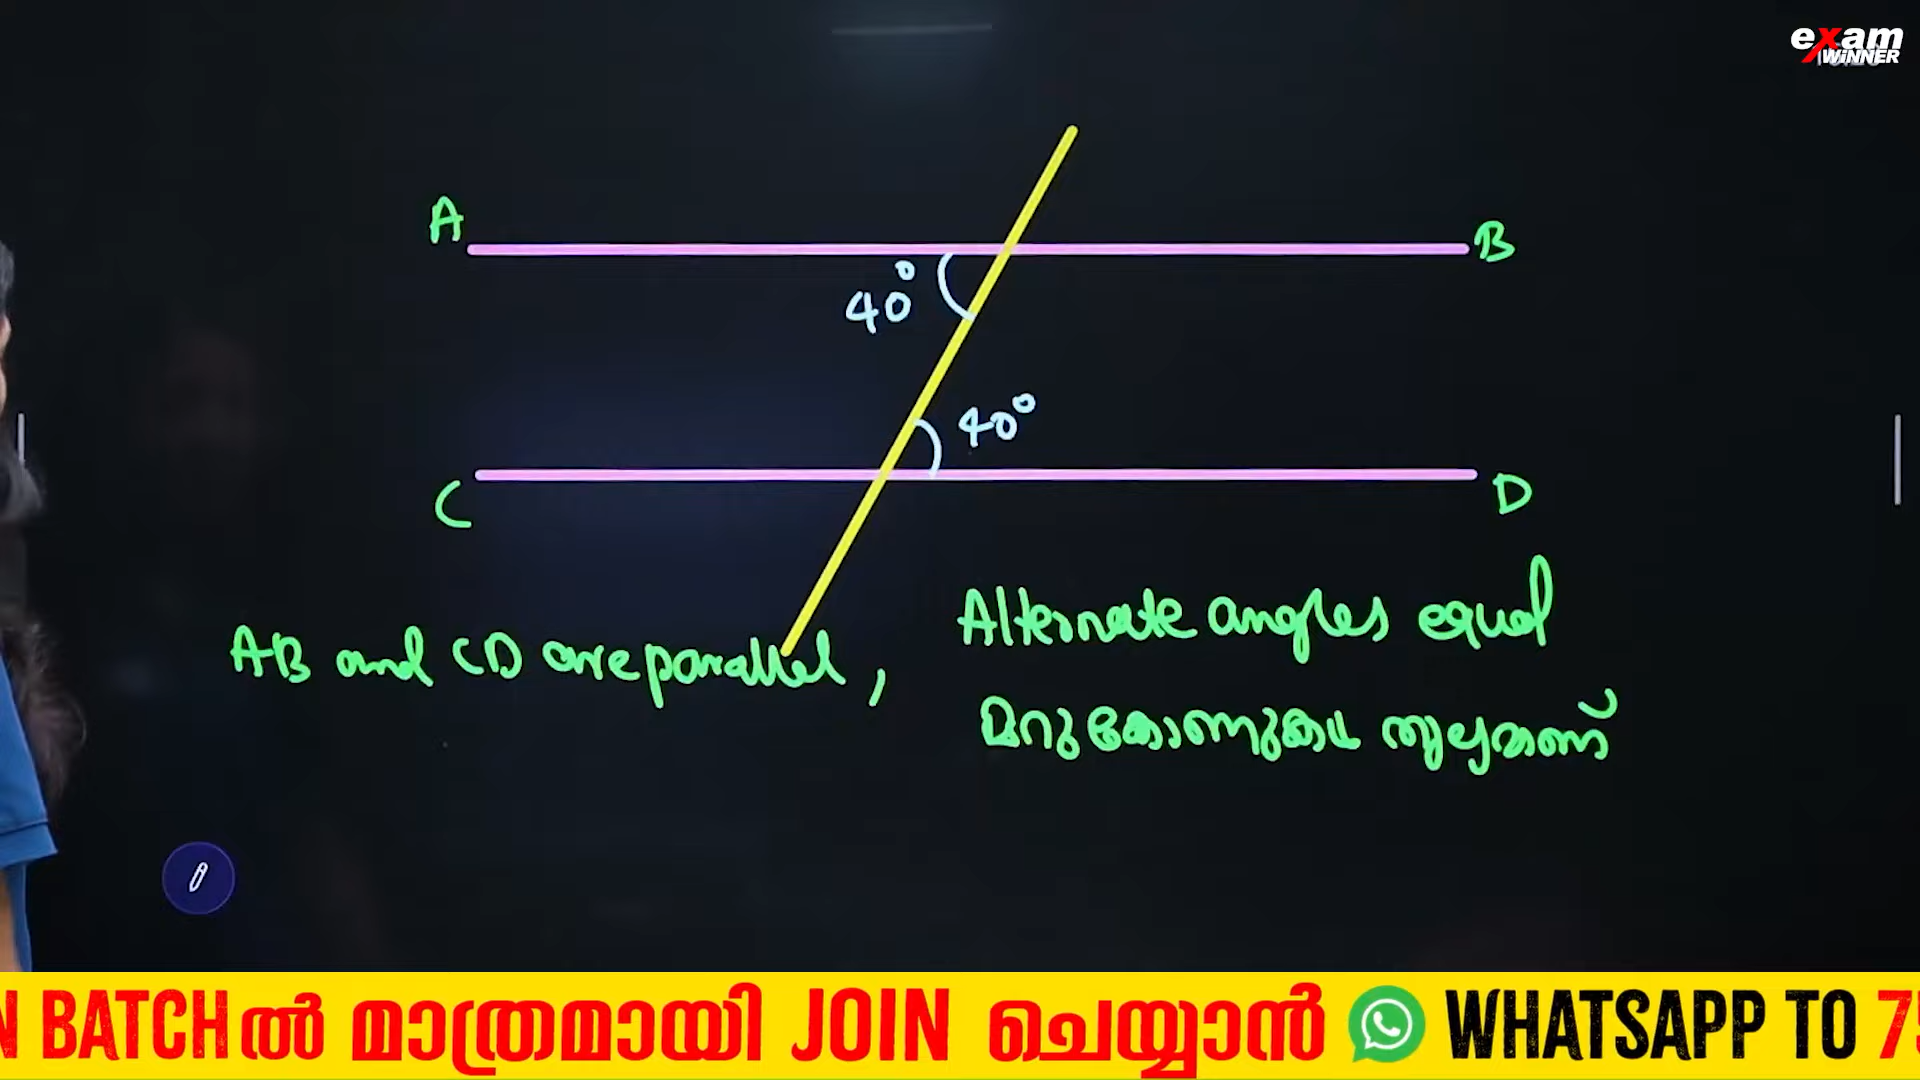 exam
WINNER
A
B
40°
40°
C
D
Alternate angles equal
AB and CD are parallel,
മറുകോണുകൾ തുല്യമാണ്
N BATCHൽ മാത്രമായി JOIN ചെയ്യാൻ WHATSAPP TO 75